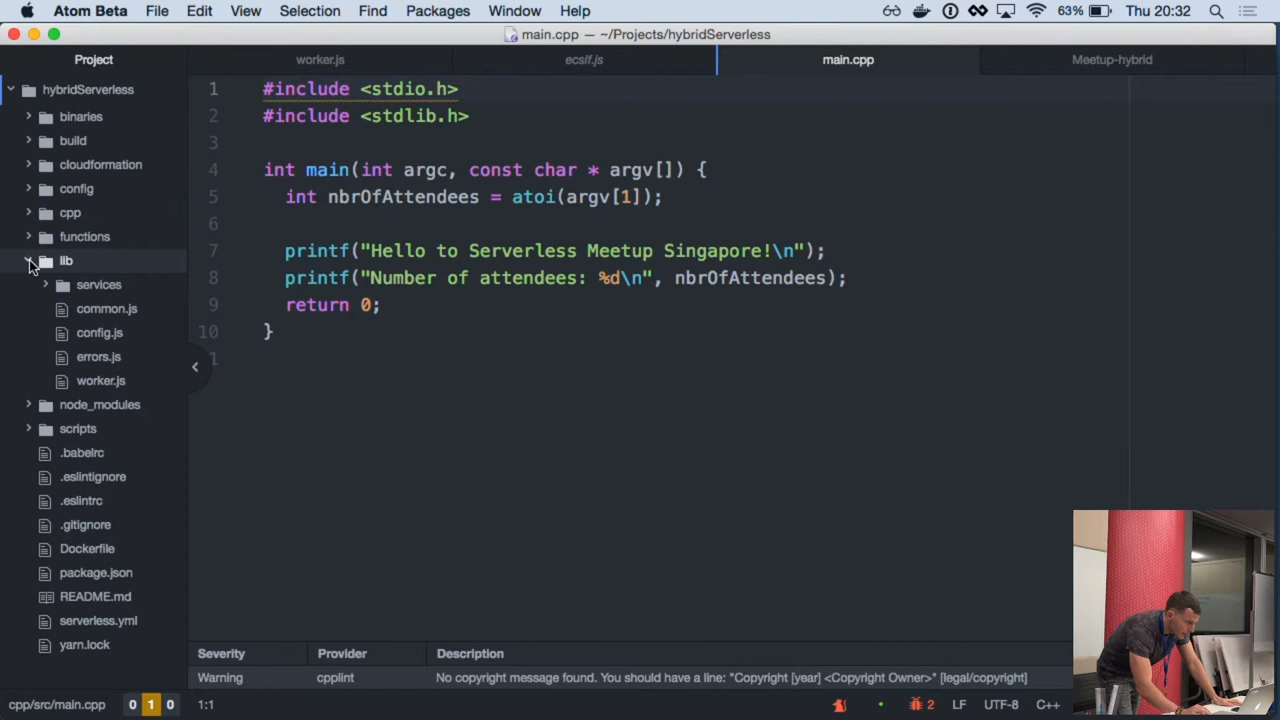 Atom Beta File Edit View Selection Find Packages Window Help 63% Thu 20:32
main.cpp — ~/Projects/hybridServerless
Project worker.js ecslf.js main.cpp Meetup-hybrid
hybridServerless
binaries
build
cloudformation
config
cpp
functions
lib
services
common.js
config.js
errors.js
worker.js
node_modules
scripts
.babelrc
.eslintignore
.eslintrc
.gitignore
Dockerfile
package.json
README.md
serverless.yml
yarn.lock
1 #include <stdio.h>
2 #include <stdlib.h>
3
4 int main(int argc, const char * argv[]) {
5 int nbrOfAttendees = atoi(argv[1]);
6
7 printf("Hello to Serverless Meetup Singapore!\n");
8 printf("Number of attendees: %d\n", nbrOfAttendees);
9 return 0;
10 }
1
Severity Provider Description
Warning cpplint No copyright message found. You should have a line: "Copyright [year] <Copyright Owner>" [legal/copyright]
cpp/src/main.cpp 0 1 0 1:1 2 LF UTF-8 C++